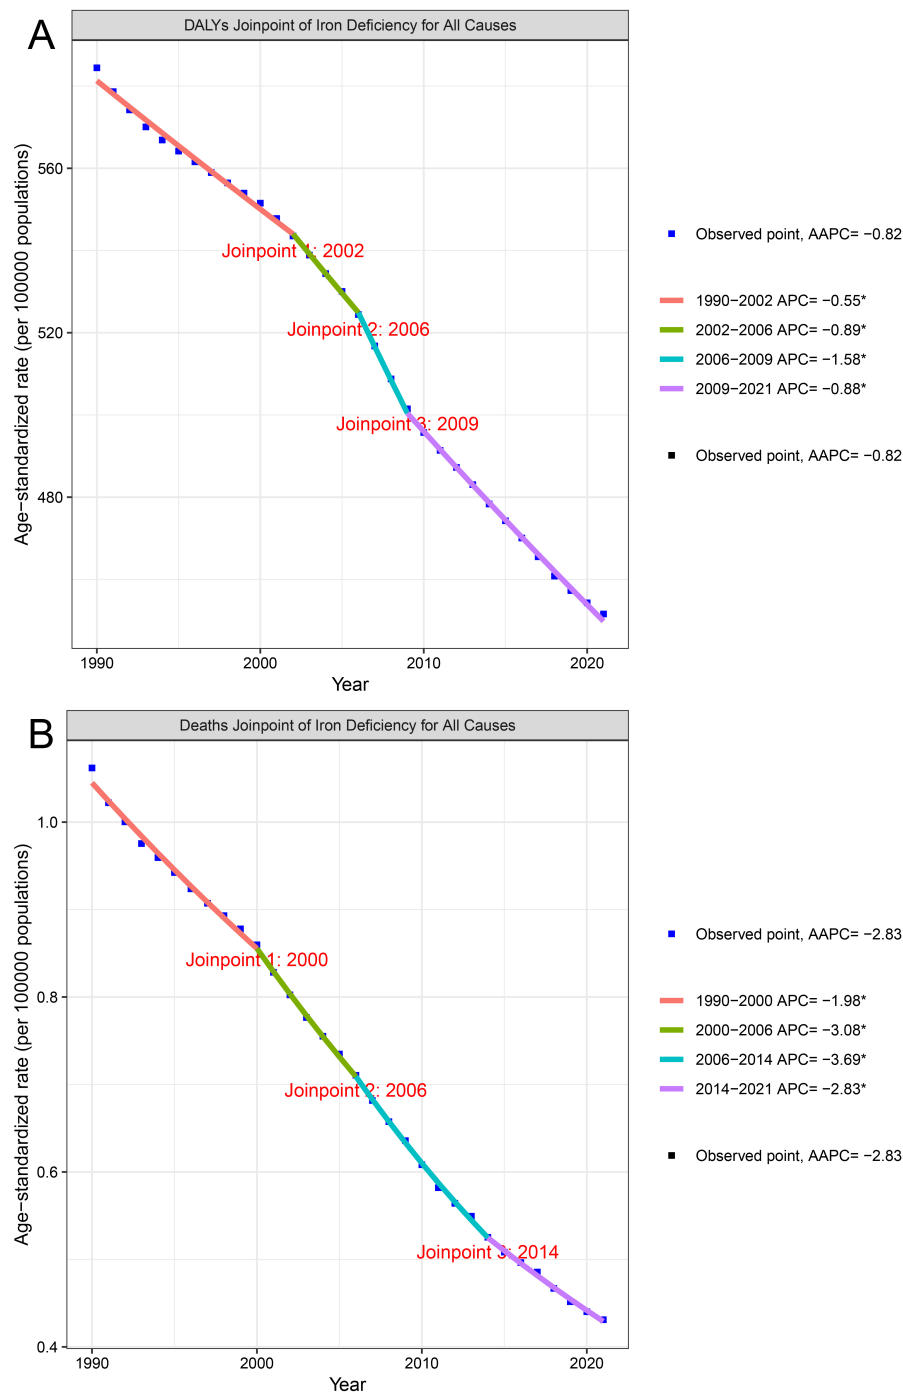 A
DALYs Joinpoint of Iron Deficiency for All Causes
Age−standardized rate (per 100000 populations)
560
520
480
Joinpoint 1: 2002
Joinpoint 2: 2006
Joinpoint 3: 2009
1990
2000
2010
2020
Year
Observed point, AAPC= −0.82
1990−2002 APC= −0.55*
2002−2006 APC= −0.89*
2006−2009 APC= −1.58*
2009−2021 APC= −0.88*
Observed point, AAPC= −0.82
B
Deaths Joinpoint of Iron Deficiency for All Causes
Age−standardized rate (per 100000 populations)
1.0
0.8
0.6
0.4
Joinpoint 1: 2000
Joinpoint 2: 2006
Joinpoint 3: 2014
1990
2000
2010
2020
Year
Observed point, AAPC= −2.83
1990−2000 APC= −1.98*
2000−2006 APC= −3.08*
2006−2014 APC= −3.69*
2014−2021 APC= −2.83*
Observed point, AAPC= −2.83